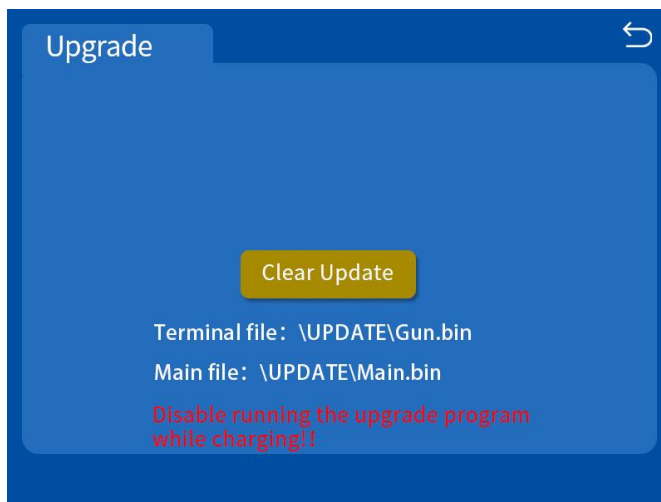 Upgrade
Clear Update
Terminal file：\UPDATE\Gun.bin
Main file：\UPDATE\Main.bin
Disable running the upgrade program
while charging!!